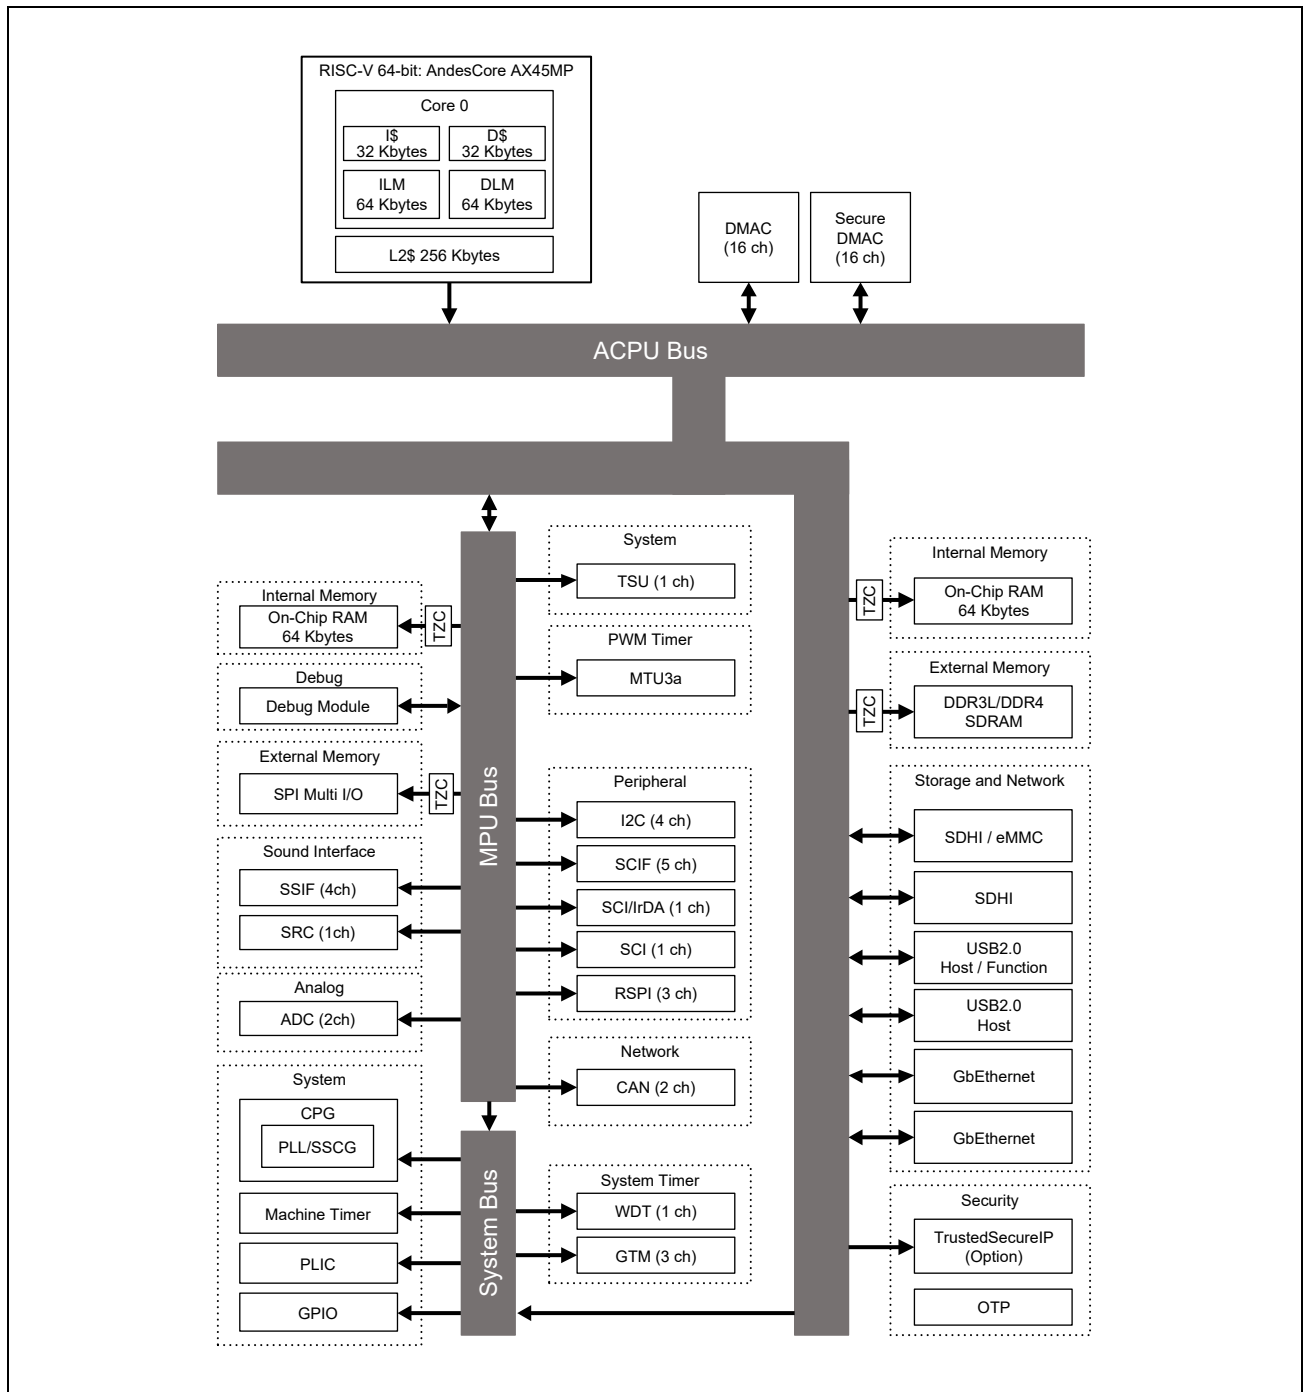 RISC-V 64-bit: AndesCore AX45MP
Core 0
I$
32 Kbytes
D$
32 Kbytes
ILM
64 Kbytes
DLM
64 Kbytes
L2$ 256 Kbytes
DMAC
(16 ch)
Secure
DMAC
(16 ch)
ACPU Bus
MPU Bus
System Bus
Internal Memory
On-Chip RAM
64 Kbytes
TZC
Debug
Debug Module
External Memory
SPI Multi I/O
TZC
Sound Interface
SSIF (4ch)
SRC (1ch)
Analog
ADC (2ch)
System
CPG
PLL/SSCG
Machine Timer
PLIC
GPIO
System
TSU (1 ch)
PWM Timer
MTU3a
Peripheral
I2C (4 ch)
SCIF (5 ch)
SCI/IrDA (1 ch)
SCI (1 ch)
RSPI (3 ch)
Network
CAN (2 ch)
System Timer
WDT (1 ch)
GTM (3 ch)
Internal Memory
TZC
On-Chip RAM
64 Kbytes
External Memory
TZC
DDR3L/DDR4
SDRAM
Storage and Network
SDHI / eMMC
SDHI
USB2.0
Host / Function
USB2.0
Host
GbEthernet
GbEthernet
Security
TrustedSecureIP
(Option)
OTP